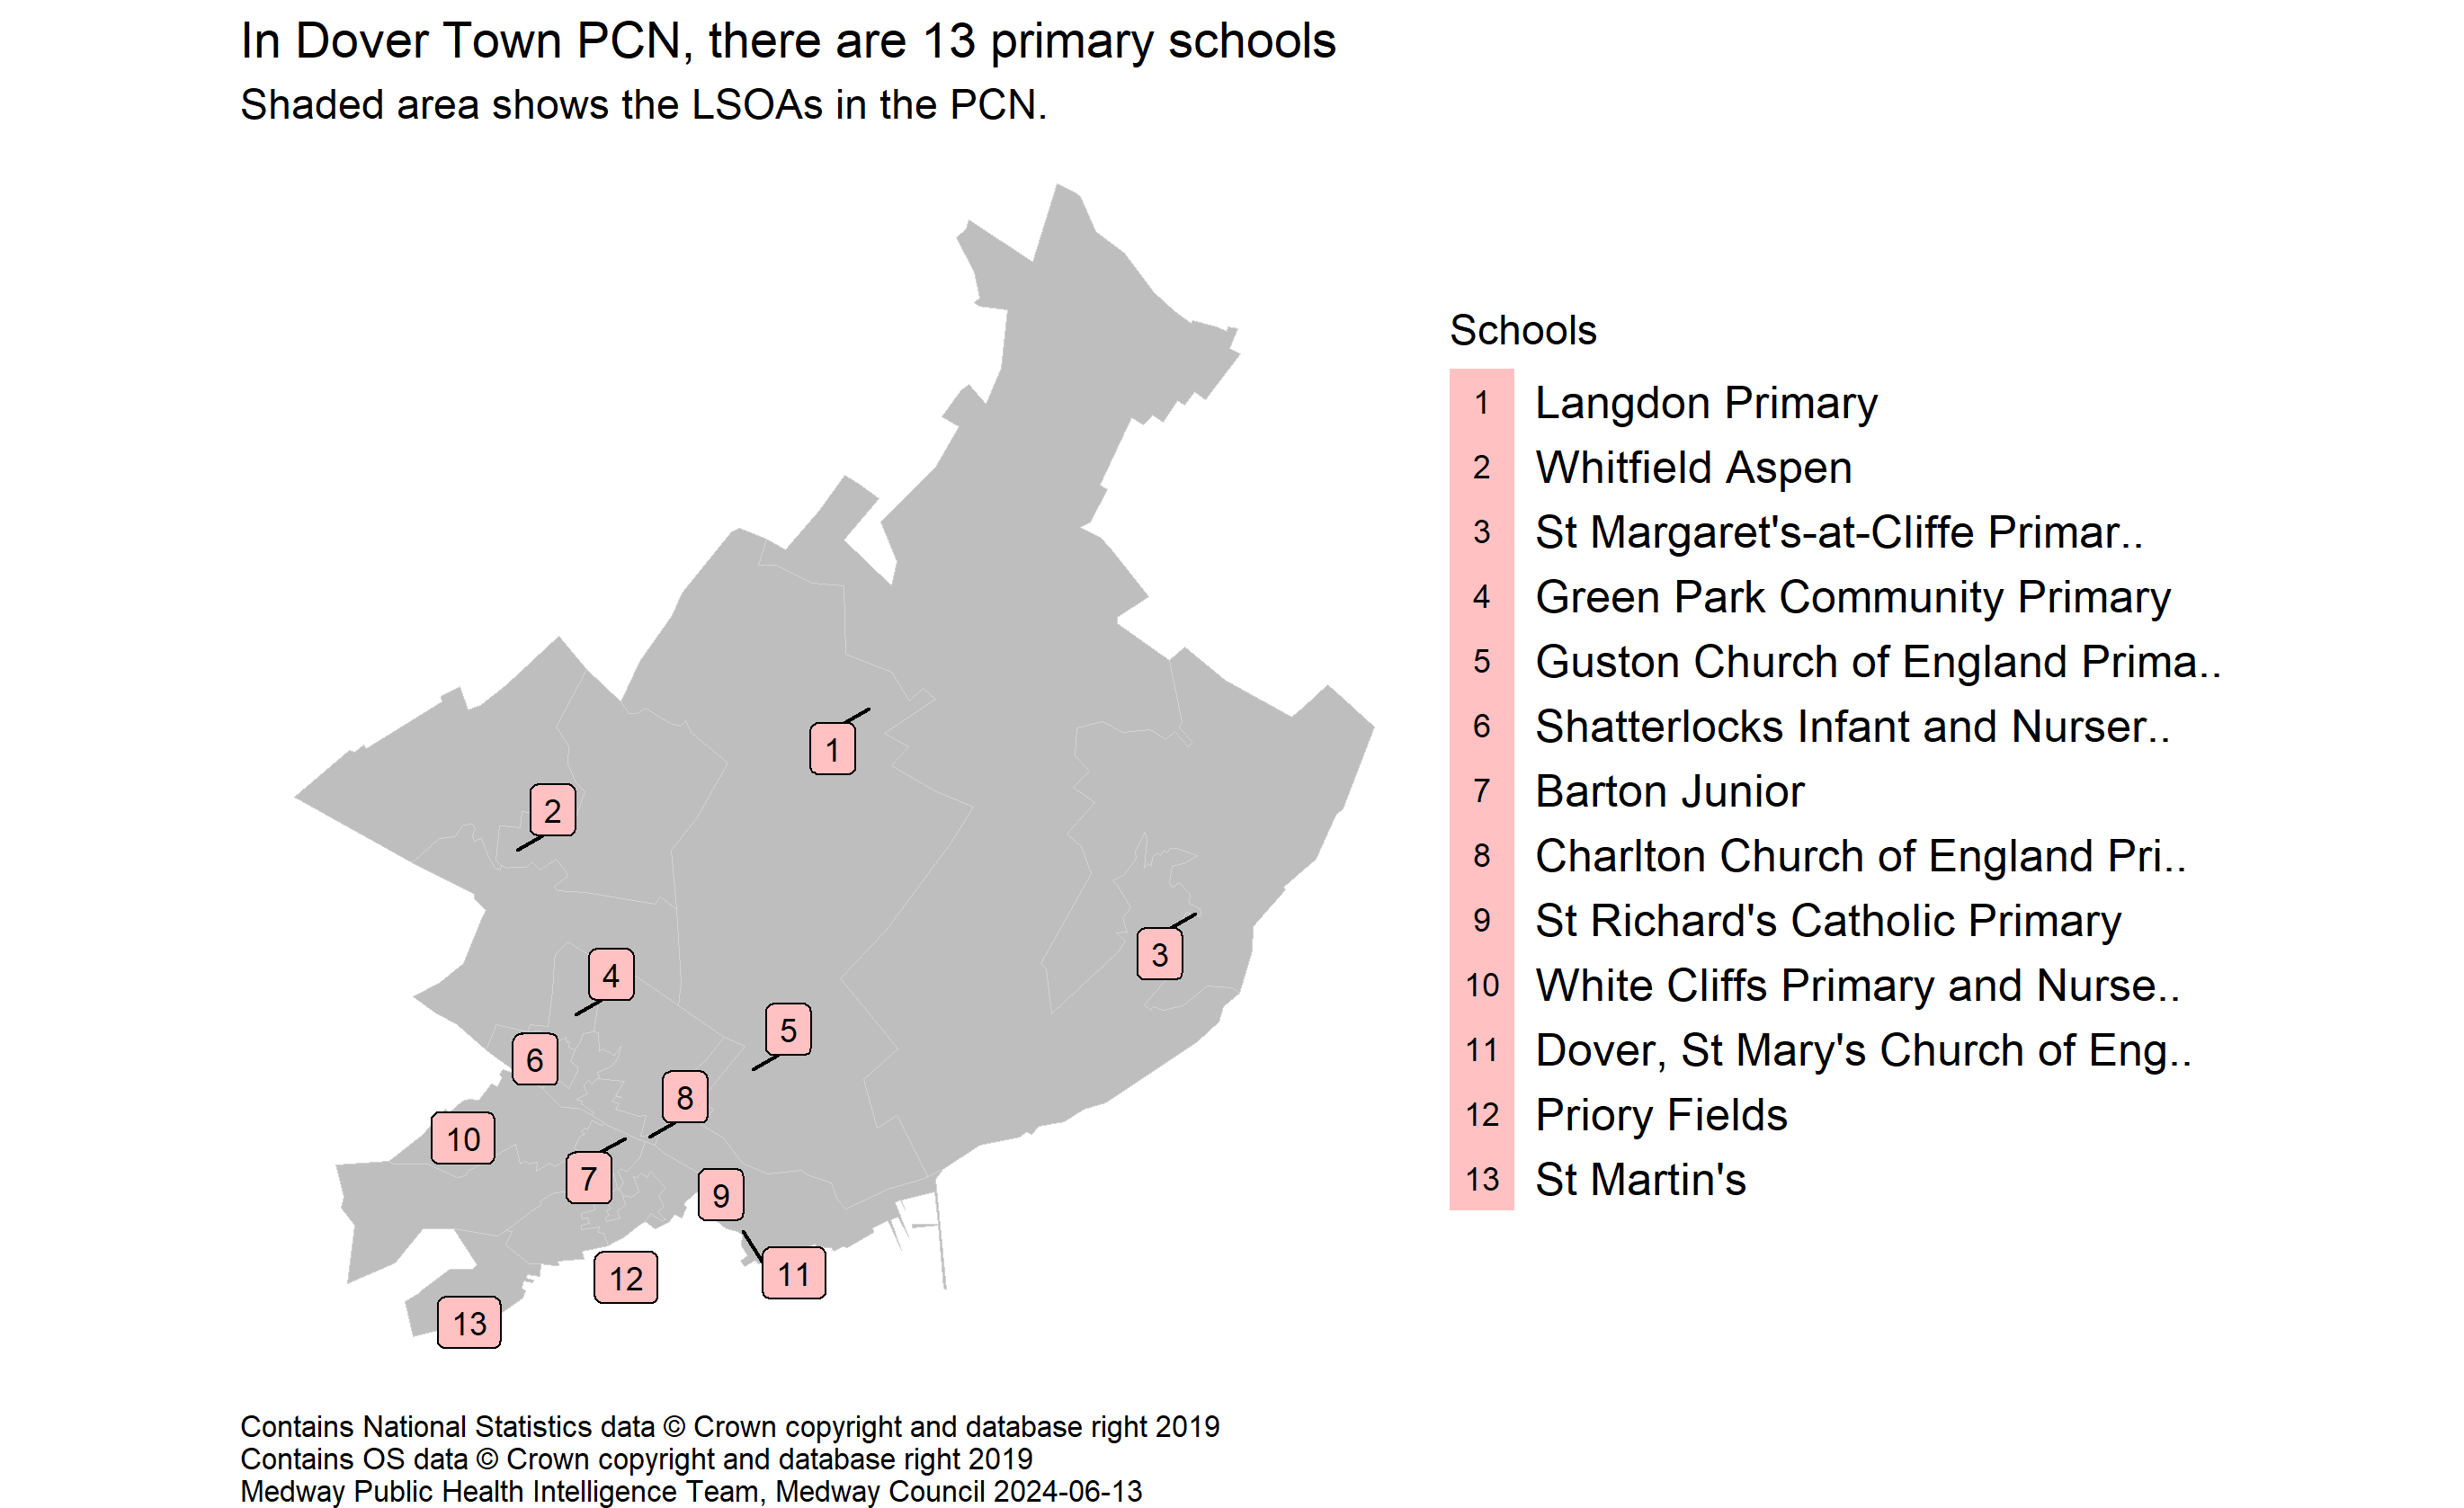 In Dover Town PCN, there are 13 primary schools
Shaded area shows the LSOAs in the PCN.
Schools
1 Langdon Primary
2 Whitfield Aspen
3 St Margaret's-at-Cliffe Primar..
4 Green Park Community Primary
5 Guston Church of England Prima..
6 Shatterlocks Infant and Nurser..
7 Barton Junior
8 Charlton Church of England Pri..
9 St Richard's Catholic Primary
10 White Cliffs Primary and Nurse..
11 Dover, St Mary's Church of Eng..
12 Priory Fields
13 St Martin's
1
2
3
4
5
6
8
10
7
9
11
12
13
Contains National Statistics data © Crown copyright and database right 2019
Contains OS data © Crown copyright and database right 2019
Medway Public Health Intelligence Team, Medway Council 2024-06-13